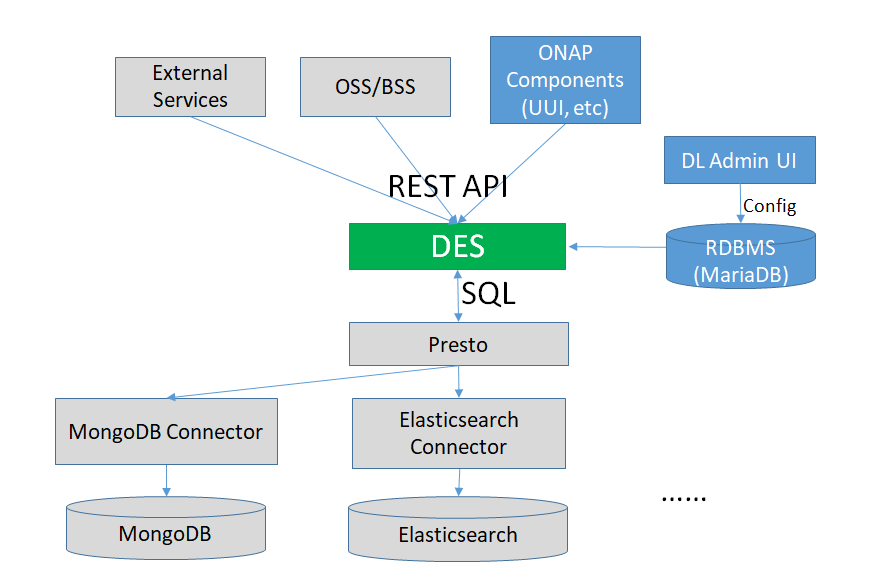 External
Services
OSS/BSS
ONAP
Components
(UUI, etc)
DL Admin UI
REST API
Config
DES
RDBMS
(MariaDB)
SQL
Presto
MongoDB Connector
Elasticsearch
Connector
......
MongoDB
Elasticsearch